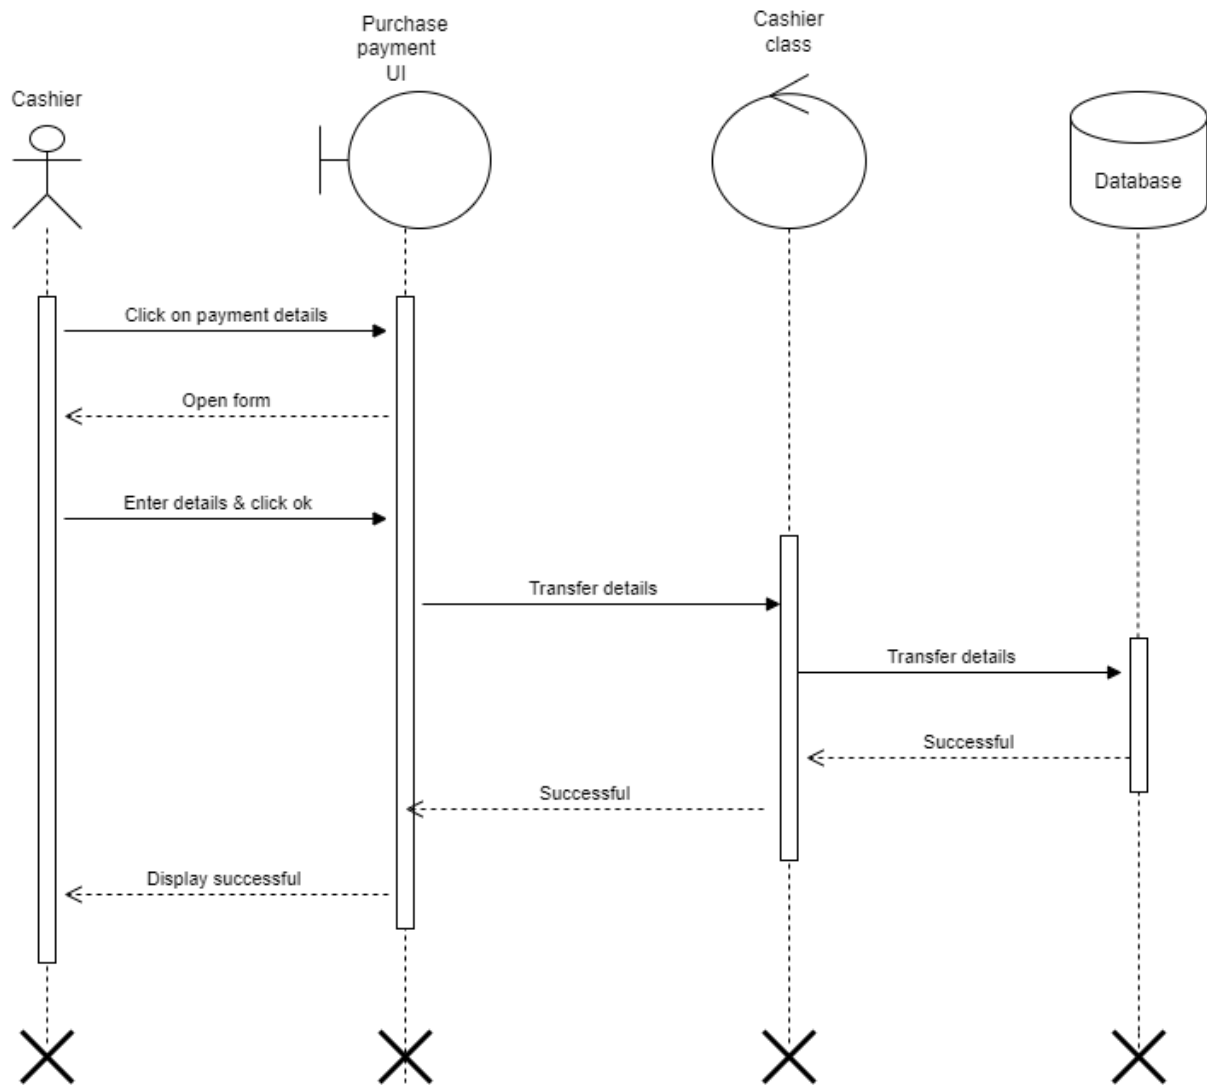 Purchase
payment
UI
Cashier
class
Cashier
Database
Click on payment details
Open form
Enter details & click ok
Transfer details
Transfer details
Successful
Successful
Display successful